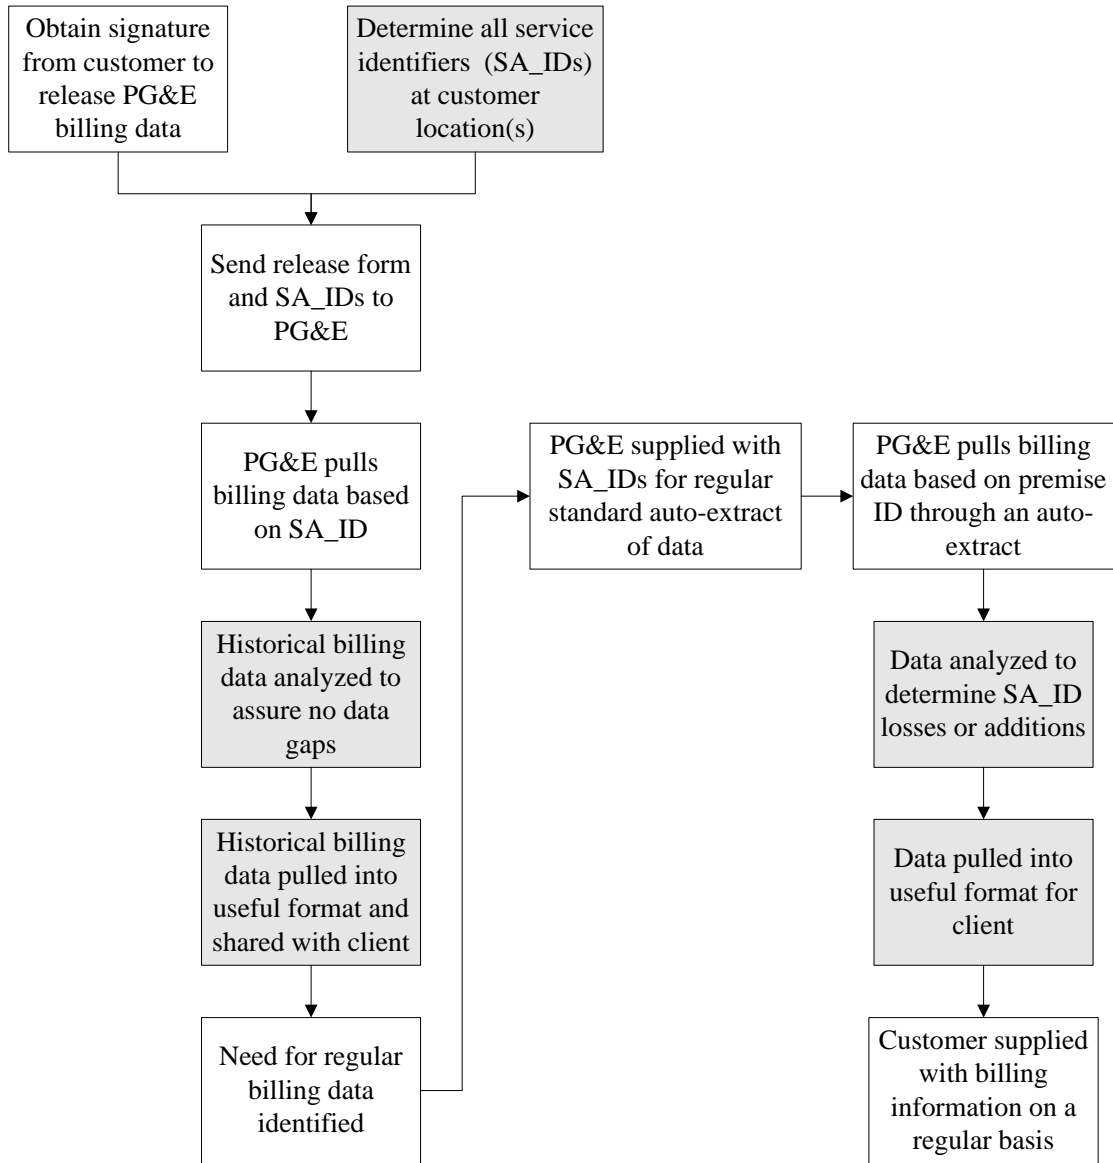 Obtain signature
from customer to
release PG&E
billing data
Determine all service
identifiers  (SA_IDs)
at customer
location(s)
Send release form
and SA_IDs to
PG&E
PG&E pulls
billing data based
on SA_ID
Historical billing
data analyzed to
assure no data
gaps
Historical billing
data pulled into
useful format and
shared with client
Need for regular
billing data
identified
PG&E supplied with
SA_IDs for regular
standard auto-extract
of data
PG&E pulls billing
data based on premise
ID through an auto-
extract
Data analyzed to
determine SA_ID
losses or additions
Data pulled into
useful format for
client
Customer supplied
with billing
information on a
regular basis